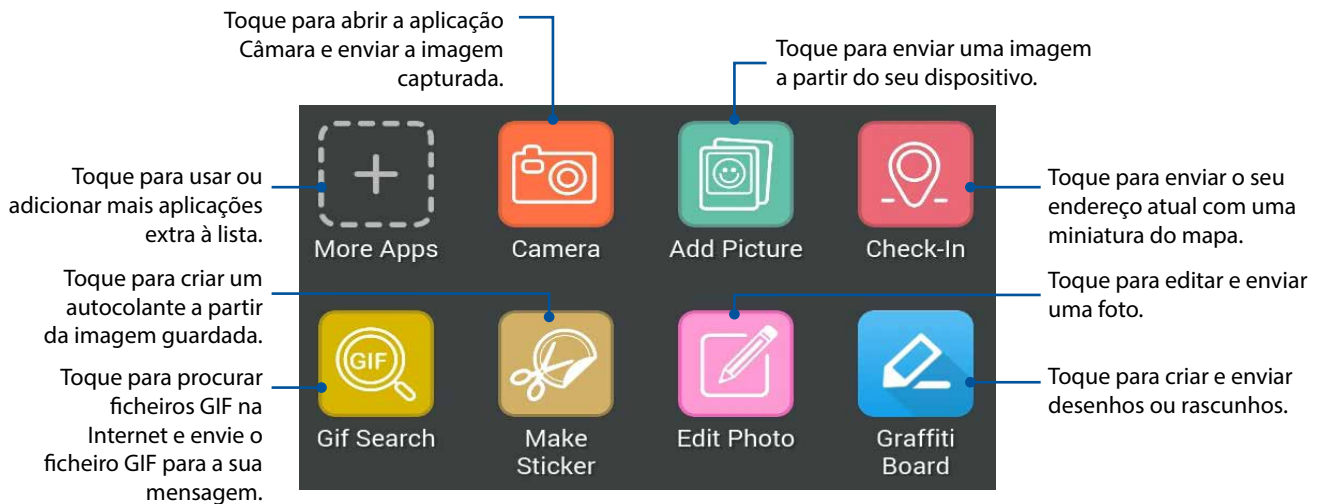 Toque para abrir a aplicação
Câmara e enviar a imagem
capturada.
Toque para enviar uma imagem
a partir do seu dispositivo.
Toque para usar ou
adicionar mais aplicações
extra à lista.
Toque para enviar o seu
endereço atual com uma
miniatura do mapa.
More Apps
Camera
Add Picture
Check-In
Toque para criar um
autocolante a partir
da imagem guardada.
Toque para editar e enviar
uma foto.
Toque para procurar
ficheiros GIF na
Internet e envie o
ficheiro GIF para a sua
mensagem.
Toque para criar e enviar
desenhos ou rascunhos.
GIF
Gif Search
Make
Sticker
Edit Photo
Graffiti
Board